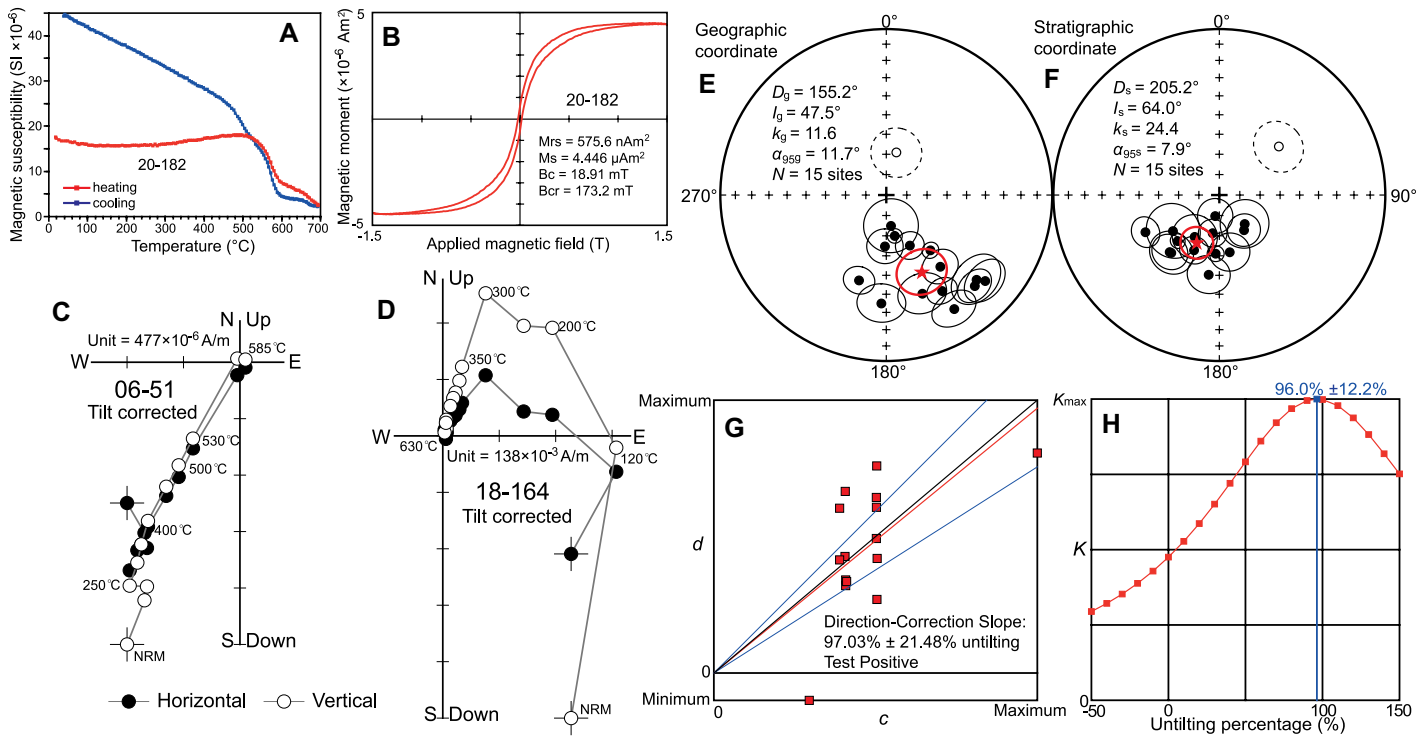 A
Magnetic susceptibility (SI ×10-6)
45
40
30
20
10
0
20-182
heating
cooling
0 100 200 300 400 500 600 700
Temperature (°C)
B
Magnetic moment (×10-6 Am2)
5
20-182
Mrs = 575.6 nAm2
Ms = 4.446 µAm2
Bc = 18.91 mT
Bcr = 173.2 mT
-5
-1.5
1.5
Applied magnetic field (T)
C
N Up
Unit = 477×10-6 A/m
585°C
W
E
06-51
Tilt corrected
530°C
500°C
400°C
250°C
NRM
S Down
Horizontal
Vertical
D
N Up
300°C
200°C
350°C
W
E
630°C
Unit = 138×10-3 A/m
120°C
18-164
Tilt corrected
NRM
S Down
Geographic
coordinate
0°
E
Dg = 155.2°
Ig = 47.5°
kg = 11.6
α95g = 11.7°
N = 15 sites
270°
180°
Stratigraphic
coordinate
0°
F
Ds = 205.2°
Is = 64.0°
ks = 24.4
α95s = 7.9°
N = 15 sites
90°
180°
G
Maximum
d
0
Minimum
Direction-Correction Slope:
97.03% ± 21.48% untilting
Test Positive
0
c
Maximum
96.0% ±12.2%
H
Kmax
K
0
-50 0 50 100 150
Untilting percentage (%)